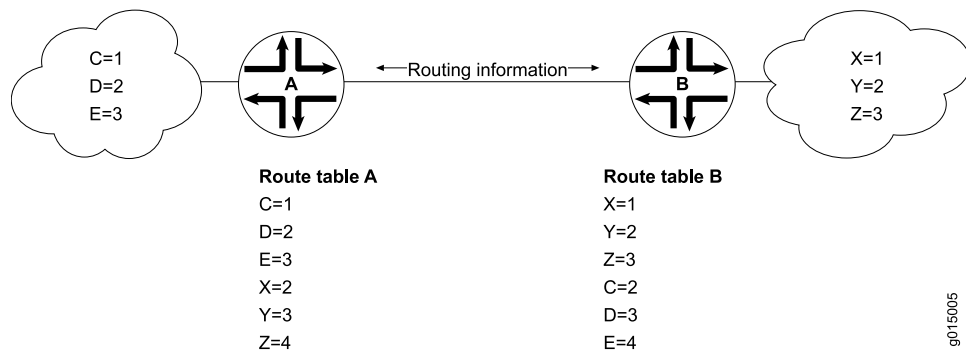 C=1
D=2
E=3
A
Routing information
B
X=1
Y=2
Z=3
Route table A
C=1
D=2
E=3
X=2
Y=3
Z=4
Route table B
X=1
Y=2
Z=3
C=2
D=3
E=4
g015005